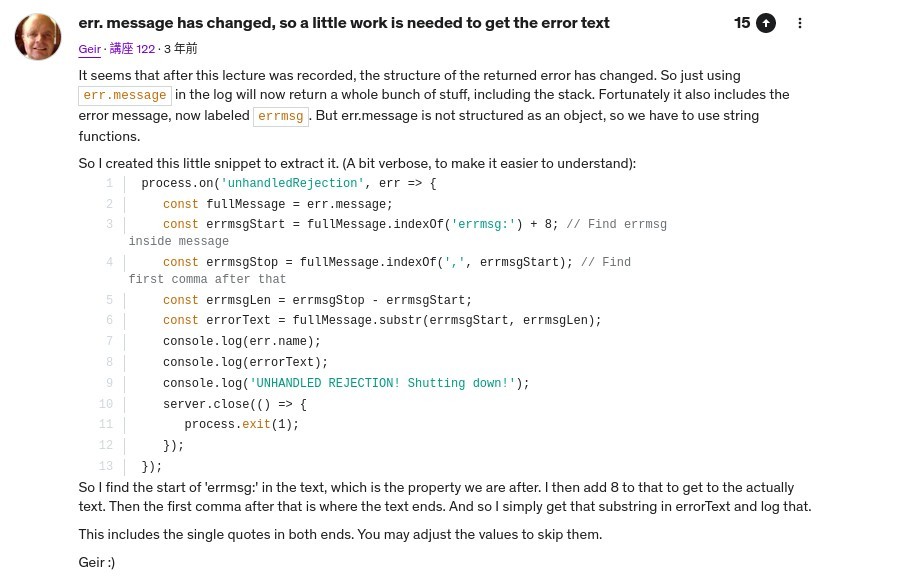 err. message has changed, so a little work is needed to get the error text
15
Geir · 講座 122 · 3 年前
It seems that after this lecture was recorded, the structure of the returned error has changed. So just using
err.message in the log will now return a whole bunch of stuff, including the stack. Fortunately it also includes the
error message, now labeled errmsg. But err.message is not structured as an object, so we have to use string
functions.
So I created this little snippet to extract it. (A bit verbose, to make it easier to understand):
1 process.on('unhandledRejection', err => {
2 const fullMessage = err.message;
3 const errmsgStart = fullMessage.indexOf('errmsg:') + 8; // Find errmsg
inside message
4 const errmsgStop = fullMessage.indexOf(',', errmsgStart); // Find
first comma after that
5 const errmsgLen = errmsgStop - errmsgStart;
6 const errorText = fullMessage.substr(errmsgStart, errmsgLen);
7 console.log(err.name);
8 console.log(errorText);
9 console.log('UNHANDLED REJECTION! Shutting down!');
10 server.close(() => {
11 process.exit(1);
12 });
13 });
So I find the start of 'errmsg:' in the text, which is the property we are after. I then add 8 to that to get to the actually
text. Then the first comma after that is where the text ends. And so I simply get that substring in errorText and log that.
This includes the single quotes in both ends. You may adjust the values to skip them.
Geir :)